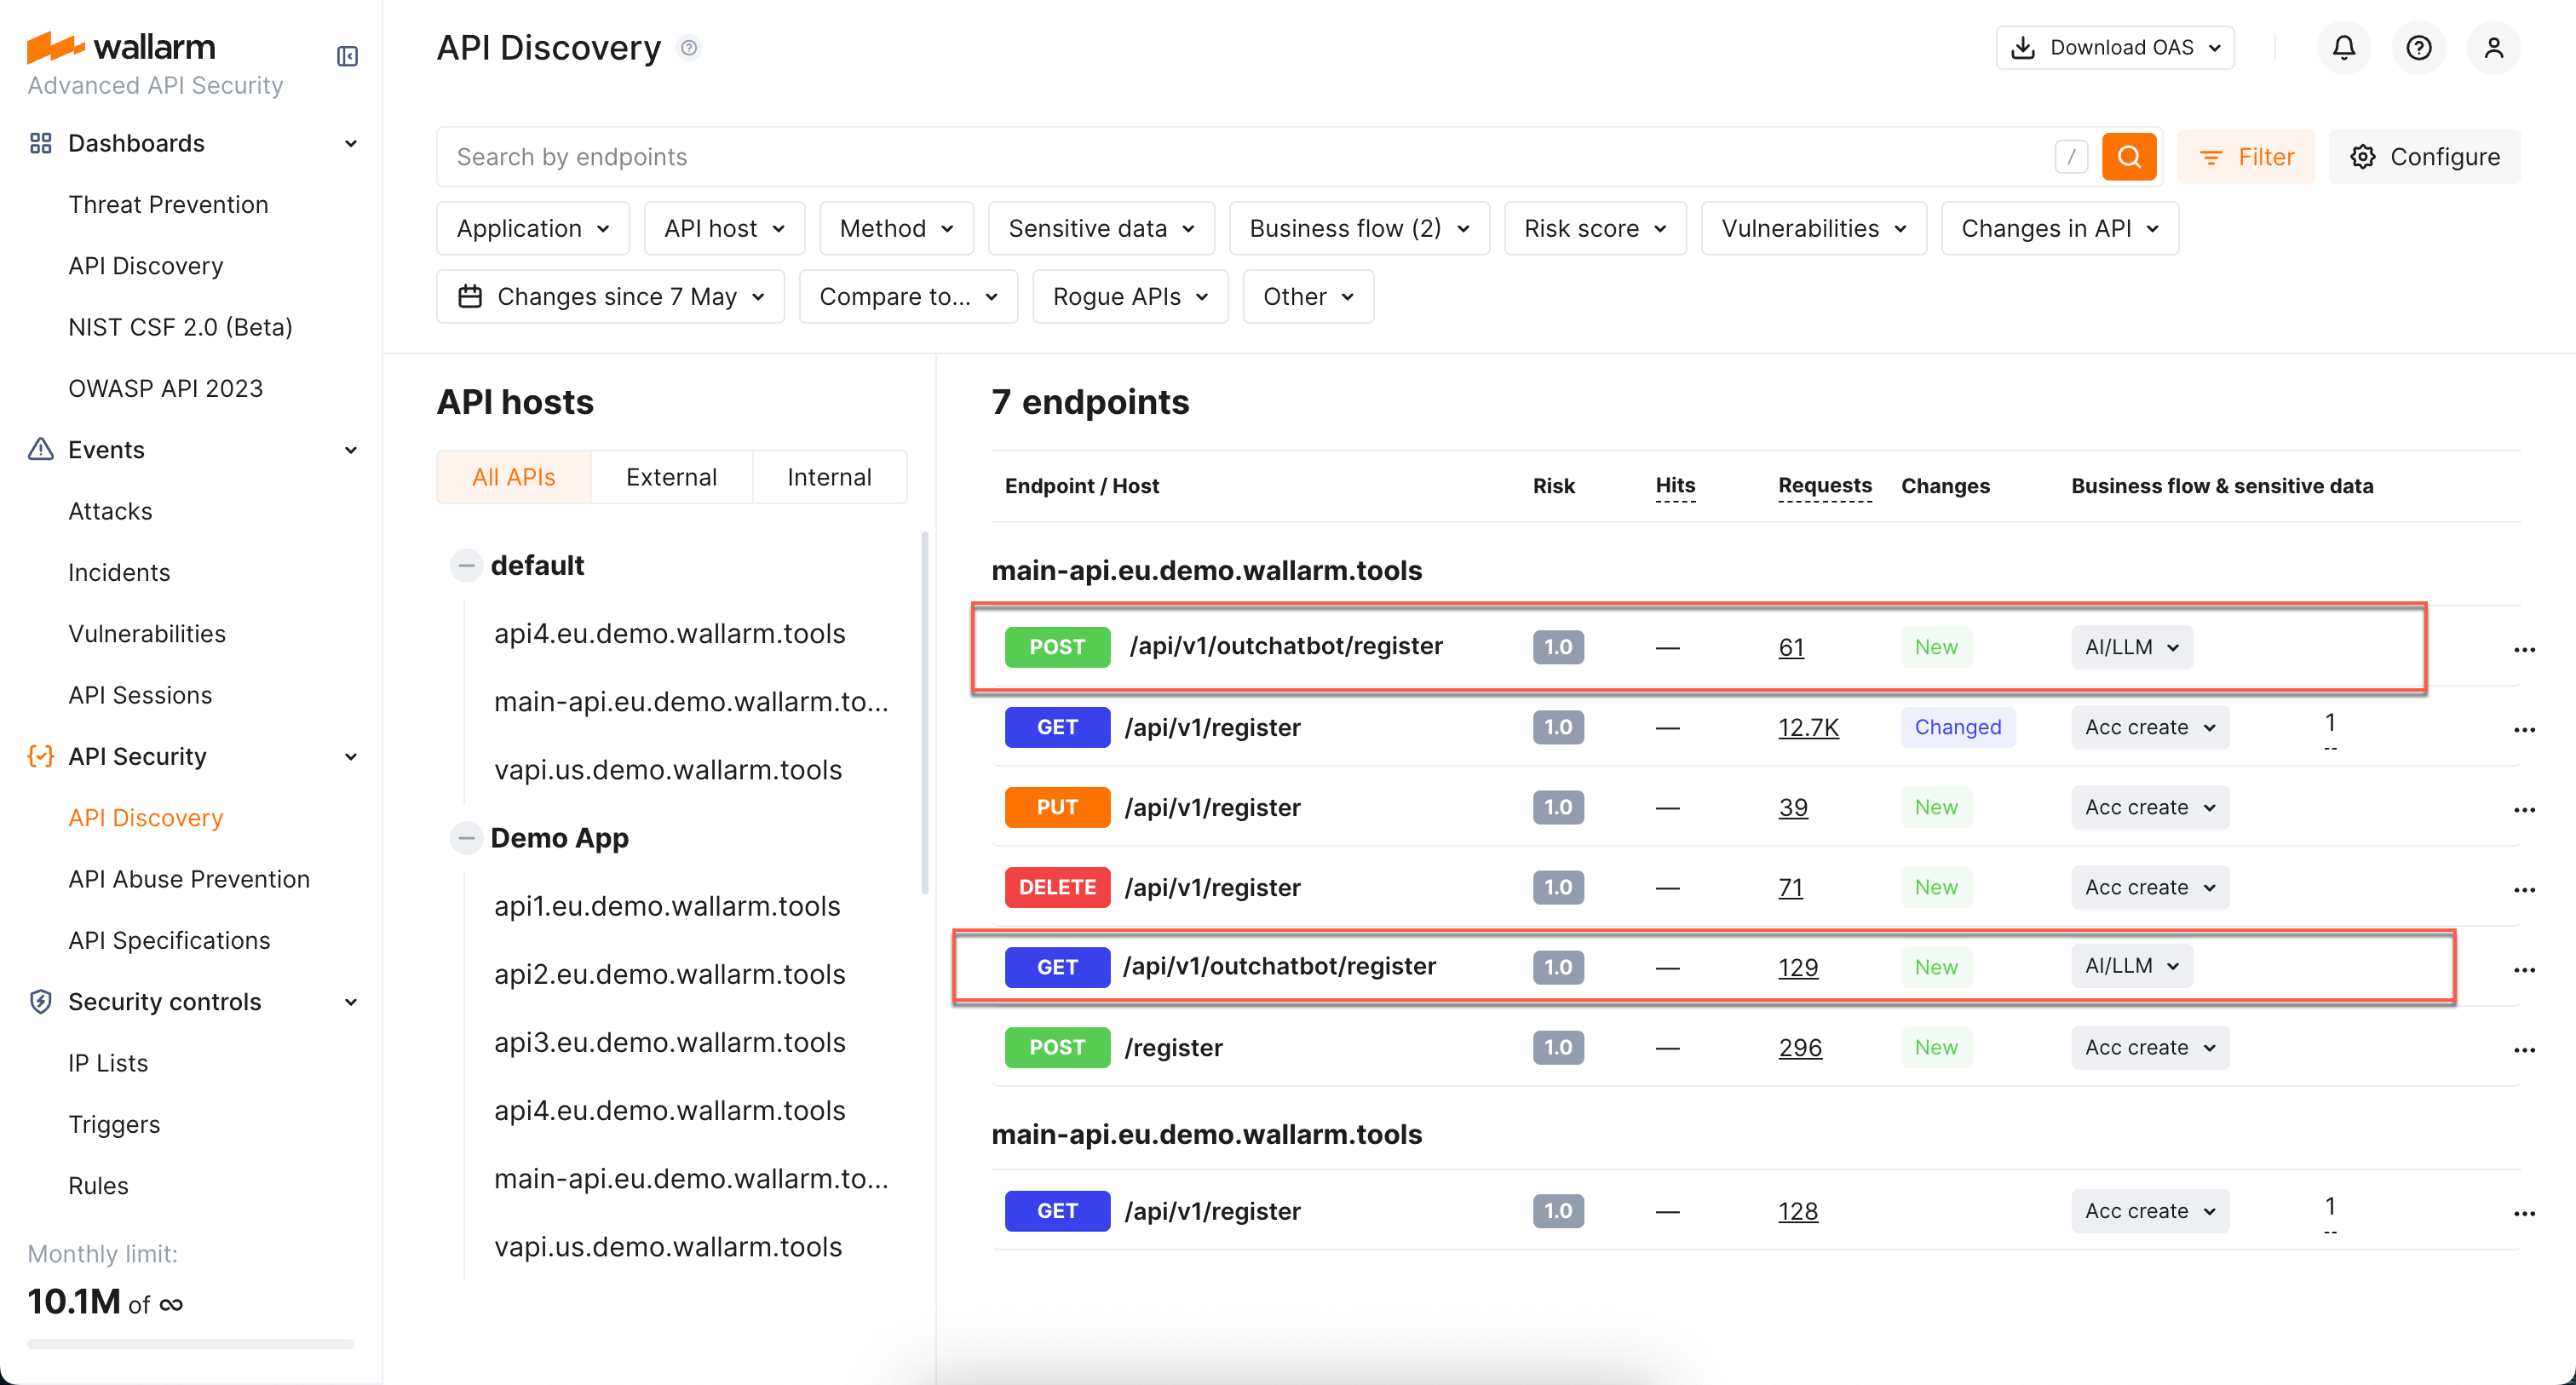 wallarm
Advanced API Security
Dashboards
Threat Prevention
API Discovery
NIST CSF 2.0 (Beta)
OWASP API 2023
Events
Attacks
Incidents
Vulnerabilities
API Sessions
API Security
API Discovery
API Abuse Prevention
API Specifications
Security controls
IP Lists
Triggers
Rules
Monthly limit:
10.1M of ∞
API Discovery
Download OAS
Search by endpoints /
Filter
Configure
Application API host Method Sensitive data Business flow (2) Risk score Vulnerabilities Changes in API
Changes since 7 May Compare to... Rogue APIs Other
API hosts
All APIs External Internal
default
api4.eu.demo.wallarm.tools
main-api.eu.demo.wallarm.to...
vapi.us.demo.wallarm.tools
Demo App
api1.eu.demo.wallarm.tools
api2.eu.demo.wallarm.tools
api3.eu.demo.wallarm.tools
api4.eu.demo.wallarm.tools
main-api.eu.demo.wallarm.to...
vapi.us.demo.wallarm.tools
7 endpoints
Endpoint / Host Risk Hits Requests Changes Business flow & sensitive data
main-api.eu.demo.wallarm.tools
POST /api/v1/outchatbot/register 1.0 — 61 New AI/LLM
GET /api/v1/register 1.0 — 12.7K Changed Acc create 1
PUT /api/v1/register 1.0 — 39 New Acc create
DELETE /api/v1/register 1.0 — 71 New Acc create
GET /api/v1/outchatbot/register 1.0 — 129 New AI/LLM
POST /register 1.0 — 296 New Acc create
main-api.eu.demo.wallarm.tools
GET /api/v1/register 1.0 — 128 Acc create 1